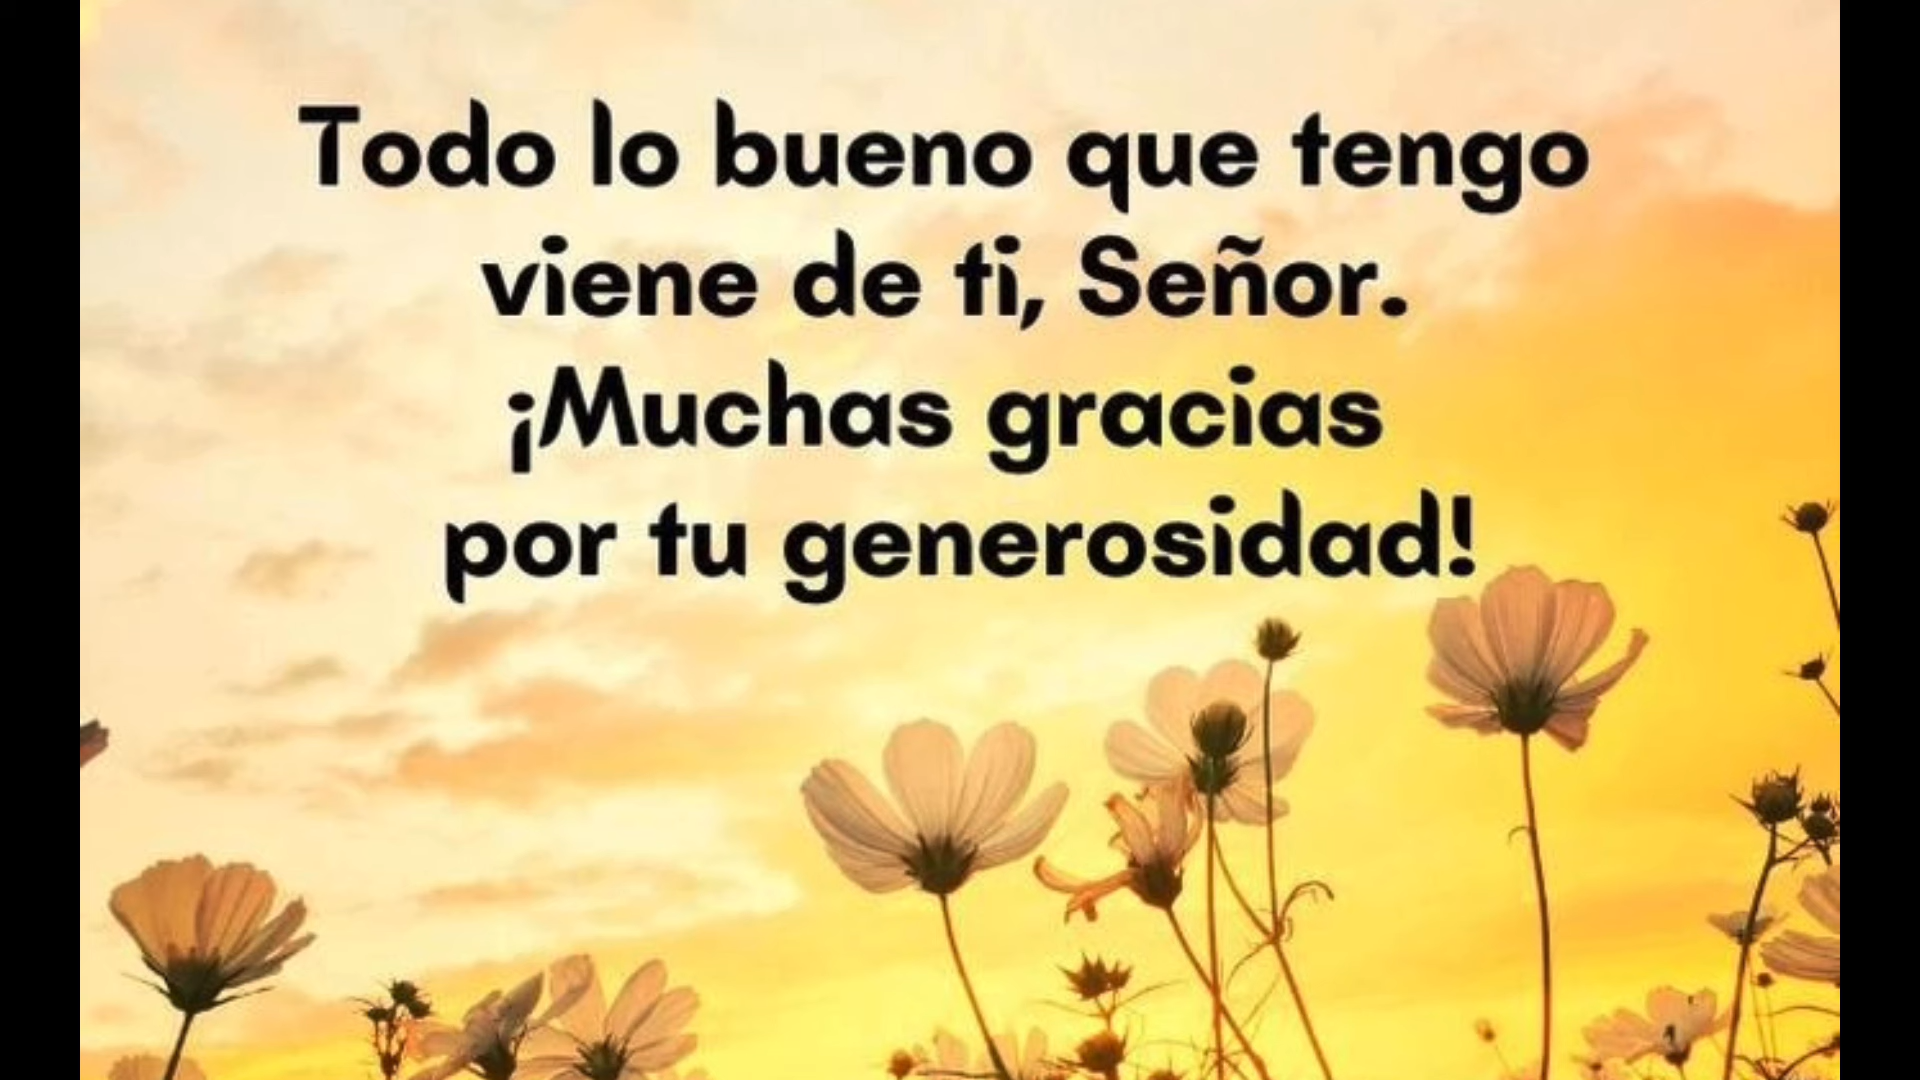 Todo lo bueno que tengo
viene de ti, Señor.
¡Muchas gracias
por tu generosidad!